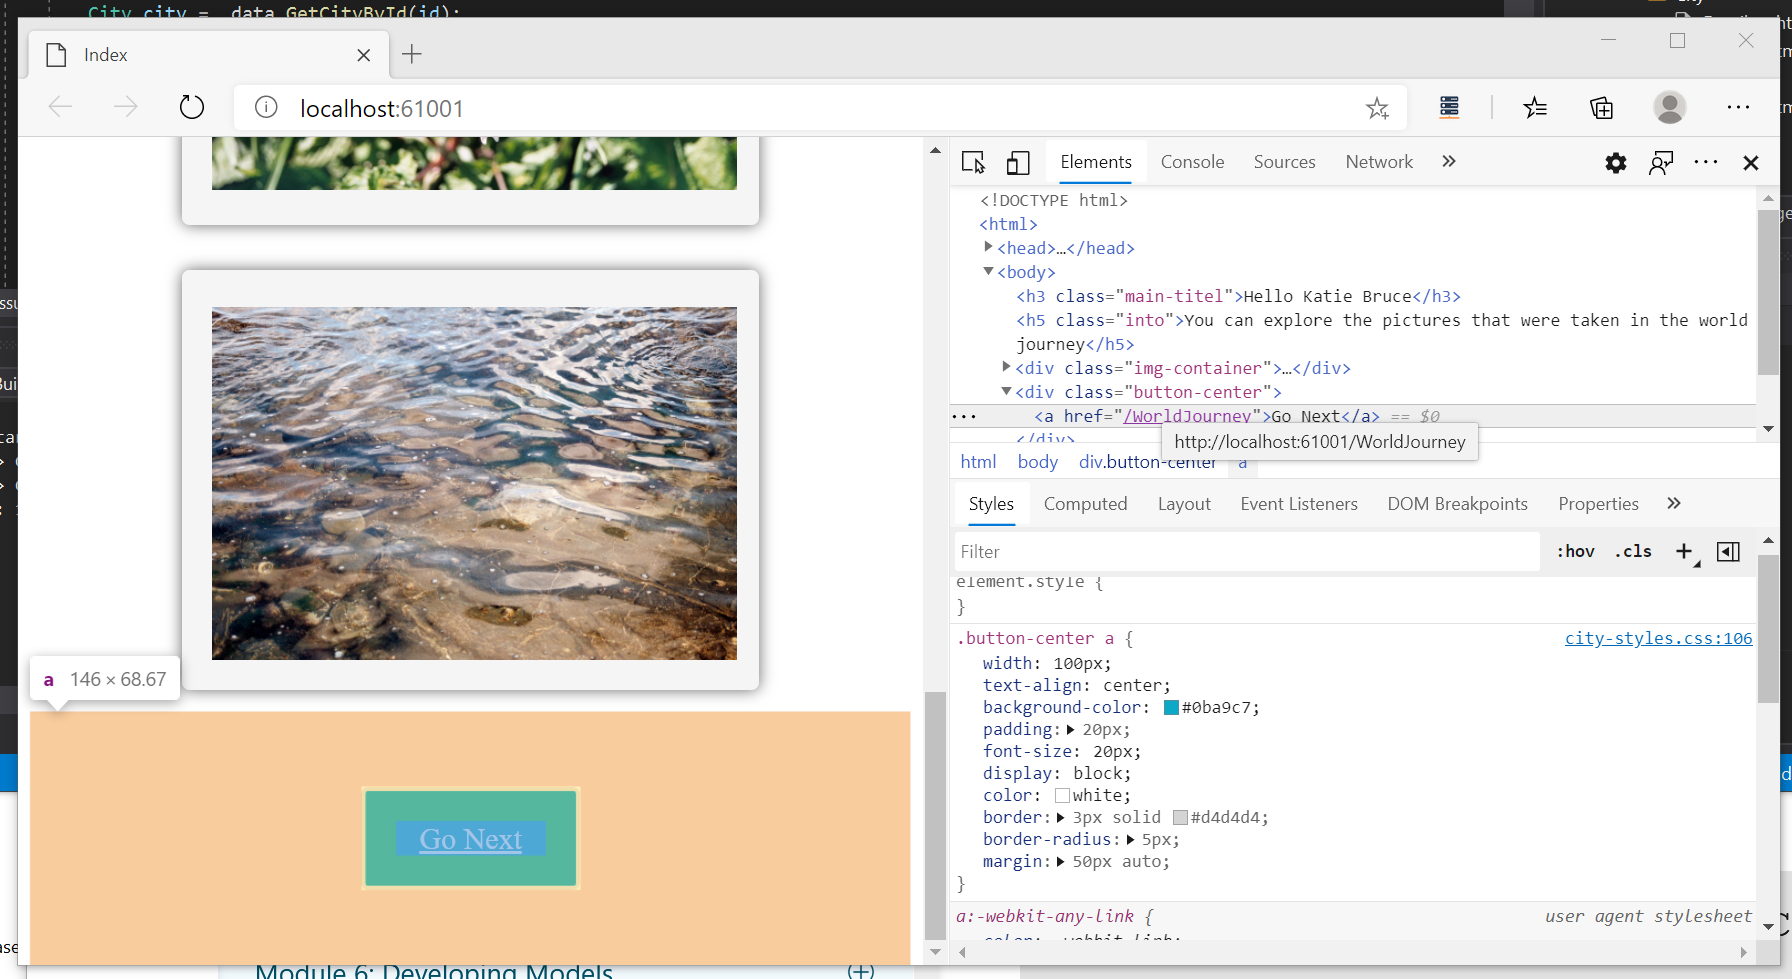 City city = _data.GetCityById(id);
City
Index
localhost:61001
Elements
Console
Sources
Network
<!DOCTYPE html>
<html>
<head>…</head>
<body>
<h3 class="main-titel">Hello Katie Bruce</h3>
<h5 class="into">You can explore the pictures that were taken in the world
journey</h5>
<div class="img-container">…</div>
<div class="button-center">
<a href="/WorldJourney">Go Next</a> == $0
</div>
http://localhost:61001/WorldJourney
html body div.button-center a
Styles
Computed
Layout
Event Listeners
DOM Breakpoints
Properties
Filter
:hov .cls
element.style {
}
.button-center a {
city-styles.css:106
width: 100px;
text-align: center;
background-color: #0ba9c7;
padding: 20px;
font-size: 20px;
display: block;
color: white;
border: 3px solid #d4d4d4;
border-radius: 5px;
margin: 50px auto;
}
a:-webkit-any-link {
user agent stylesheet
color: -webkit-link;
a 146 × 68.67
Go Next
Module 6: Developing Models